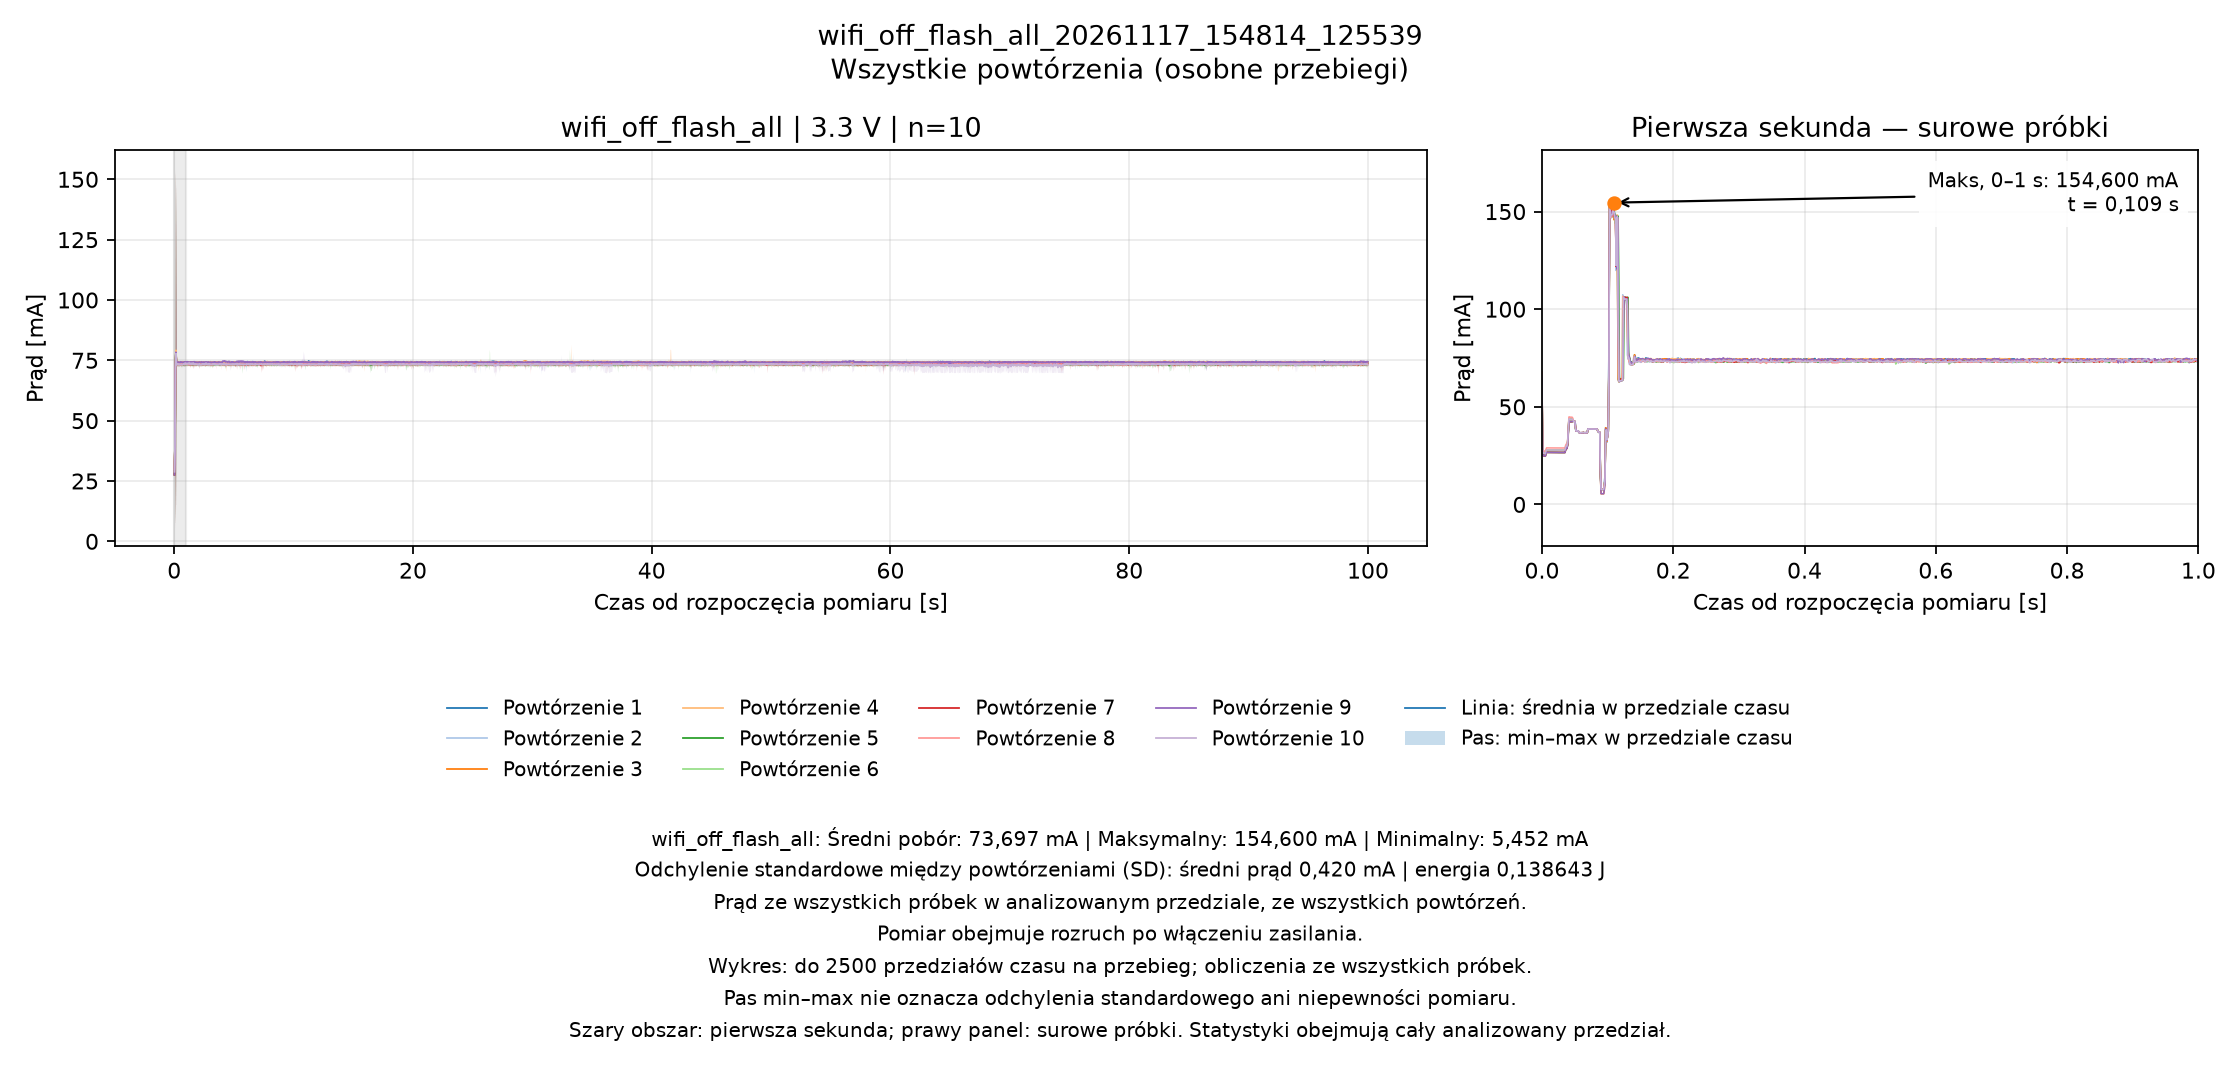 wifi_off_flash_all_20261117_154814_125539
Wszystkie powtórzenia (osobne przebiegi)
wifi_off_flash_all | 3.3 V | n=10
Prąd [mA]
150
125
100
75
50
25
0
0
20
40
60
80
100
Czas od rozpoczęcia pomiaru [s]
Pierwsza sekunda — surowe próbki
Maks, 0–1 s: 154,600 mA
t = 0,109 s
Prąd [mA]
150
100
50
0
0.0
0.2
0.4
0.6
0.8
1.0
Czas od rozpoczęcia pomiaru [s]
Powtórzenie 1
Powtórzenie 2
Powtórzenie 3
Powtórzenie 4
Powtórzenie 5
Powtórzenie 6
Powtórzenie 7
Powtórzenie 8
Powtórzenie 9
Powtórzenie 10
Linia: średnia w przedziale czasu
Pas: min–max w przedziale czasu
wifi_off_flash_all: Średni pobór: 73,697 mA | Maksymalny: 154,600 mA | Minimalny: 5,452 mA
Odchylenie standardowe między powtórzeniami (SD): średni prąd 0,420 mA | energia 0,138643 J
Prąd ze wszystkich próbek w analizowanym przedziale, ze wszystkich powtórzeń.
Pomiar obejmuje rozruch po włączeniu zasilania.
Wykres: do 2500 przedziałów czasu na przebieg; obliczenia ze wszystkich próbek.
Pas min–max nie oznacza odchylenia standardowego ani niepewności pomiaru.
Szary obszar: pierwsza sekunda; prawy panel: surowe próbki. Statystyki obejmują cały analizowany przedział.